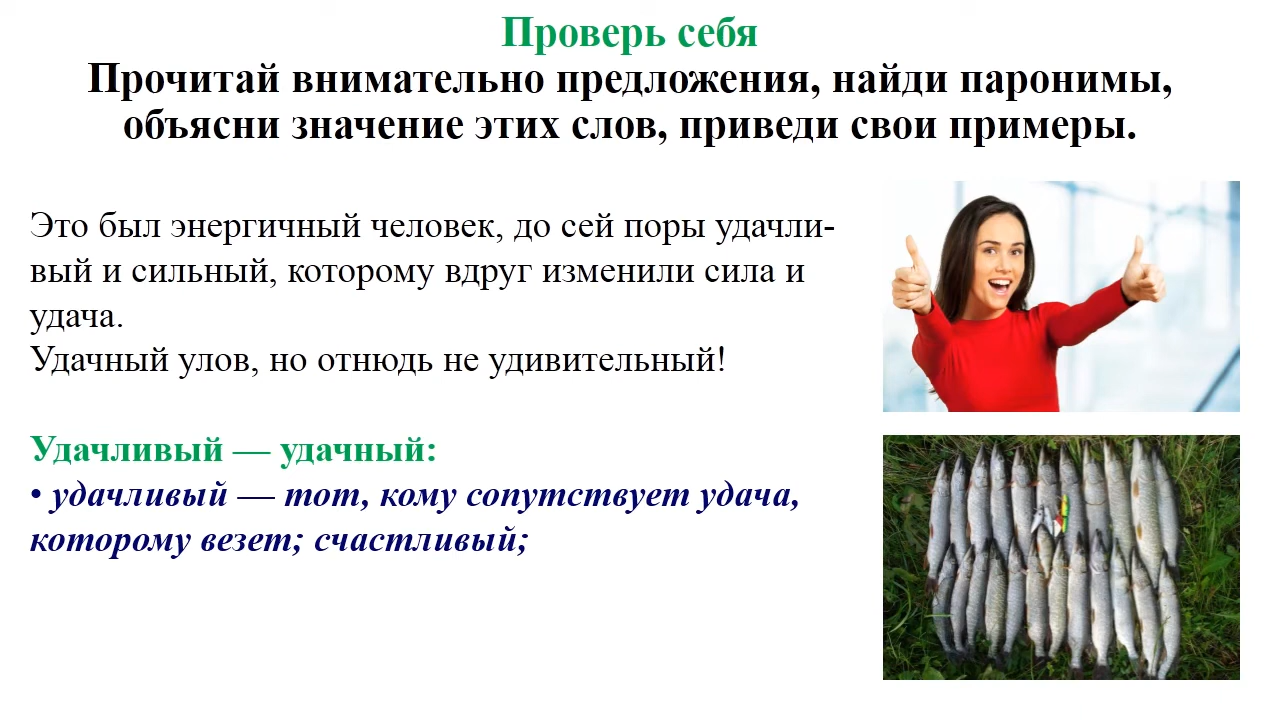 Проверь себя
Прочитай внимательно предложения, найди паронимы,
объясни значение этих слов, приведи свои примеры.
Это был энергичный человек, до сей поры удачли-
вый и сильный, которому вдруг изменили сила и
удача.
Удачный улов, но отнюдь не удивительный!
Удачливый — удачный:
• удачливый — тот, кому сопутствует удача,
которому везет; счастливый;